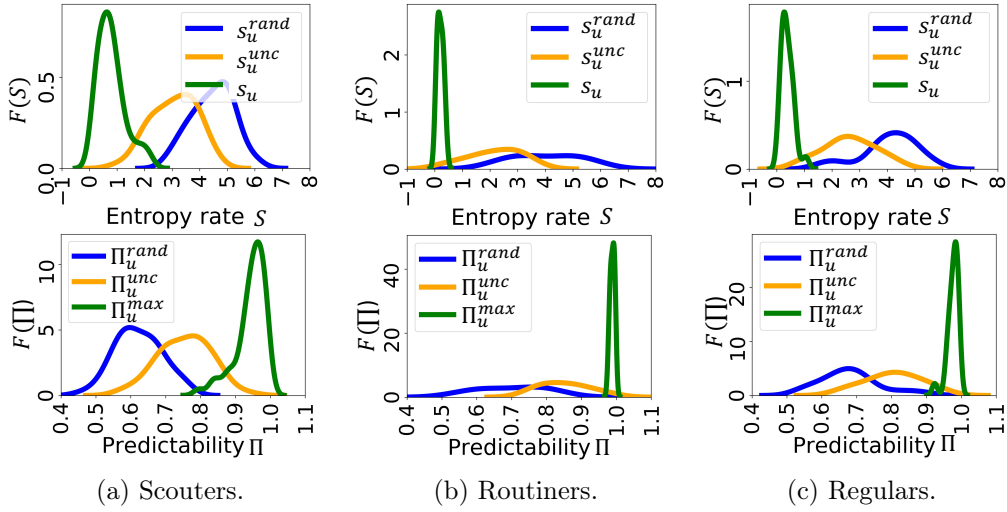 F(S)
0.5
0.0
−1 0 1 2 3 4 5 6 7 8
Entropy rate S
S_u^{rand}
S_u^{unc}
S_u
F(S)
2
1
0
−1 0 1 2 3 4 5 6 7 8
Entropy rate S
S_u^{rand}
S_u^{unc}
S_u
F(S)
1
0
−1 0 1 2 3 4 5 6 7 8
Entropy rate S
S_u^{rand}
S_u^{unc}
S_u
F(∏)
10
5
0
0.4 0.5 0.6 0.7 0.8 0.9 1.0 1.1
Predictability Π
Π_u^{rand}
Π_u^{unc}
Π_u^{max}
F(∏)
40
20
0
0.4 0.5 0.6 0.7 0.8 0.9 1.0 1.1
Predictability Π
Π_u^{rand}
Π_u^{unc}
Π_u^{max}
F(∏)
20
10
0
0.4 0.5 0.6 0.7 0.8 0.9 1.0 1.1
Predictability Π
Π_u^{rand}
Π_u^{unc}
Π_u^{max}
(a) Scouters.
(b) Routiners.
(c) Regulars.